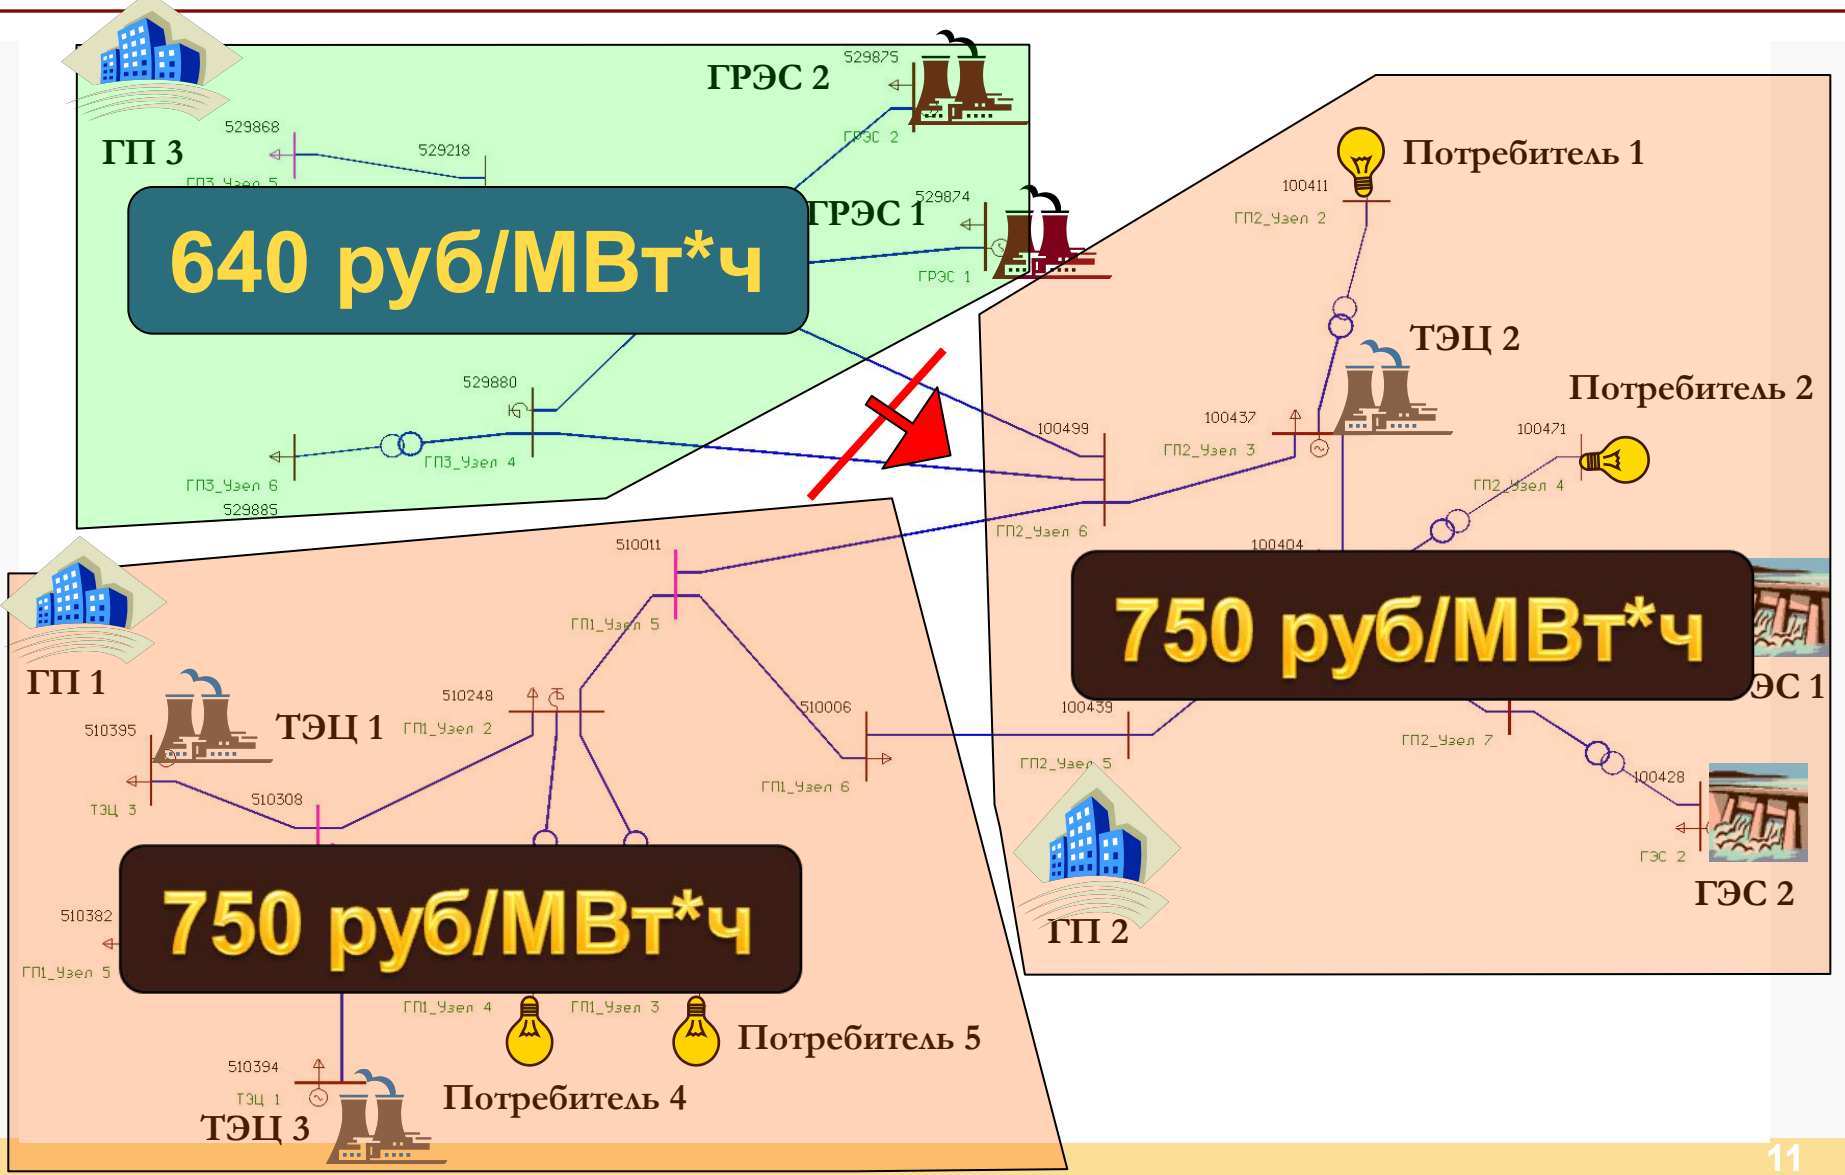 529875
ГРЭС 2
ГРЭС 2
529868
529218
ГП 3
ГП3_Узел 5
529874
ГРЭС 1
ГРЭС 1
640 руб/МВт*ч
529880
ГП3_Узел 4
ГП3_Узел 6
529885
Потребитель 1
100411
ГП2_Узел 2
ТЭЦ 2
Потребитель 2
100437
100499
ГП2_Узел 3
100471
ГП2_Узел 4
ГП2_Узел 6
100404
750 руб/МВт*ч
ЭС 1
100439
ГП2_Узел 5
ГП2_Узел 7
100428
ГЭС 2
ГЭС 2
ГП 2
510011
ГП1_Узел 5
ГП 1
510248
ГП1_Узел 2
510006
ГП1_Узел 6
510395
ТЭЦ 1
ТЭЦ 3
510308
510382
ГП1_Узел 5
750 руб/МВт*ч
ГП1_Узел 4
ГП1_Узел 3
Потребитель 5
510394
ТЭЦ 1
Потребитель 4
ТЭЦ 3
11